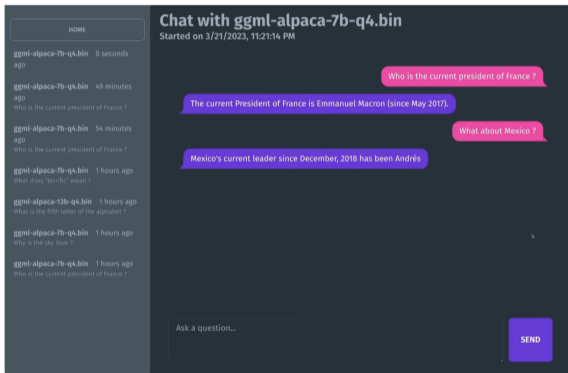 HOME
ggml-alpaca-7b-q4.bin 0 seconds
ago
ggml-alpaca-7b-q4.bin 49 minutes
ago
Who is the current president of France ?
ggml-alpaca-7b-q4.bin 54 minutes
ago
Who is the current president of France ?
ggml-alpaca-7b-q4.bin 1 hours ago
What does "terrific" mean ?
ggml-alpaca-13b-q4.bin 1 hours ago
What is the fifth letter of the alphabet ?
ggml-alpaca-7b-q4.bin 1 hours ago
Why is the sky blue ?
ggml-alpaca-7b-q4.bin 1 hours ago
Who is the current president of France ?
Chat with ggml-alpaca-7b-q4.bin
Started on 3/21/2023, 11:21:14 PM
Who is the current president of France ?
The current President of France is Emmanuel Macron (since May 2017).
What about Mexico ?
Mexico's current leader since December, 2018 has been Andrés
Ask a question...
SEND